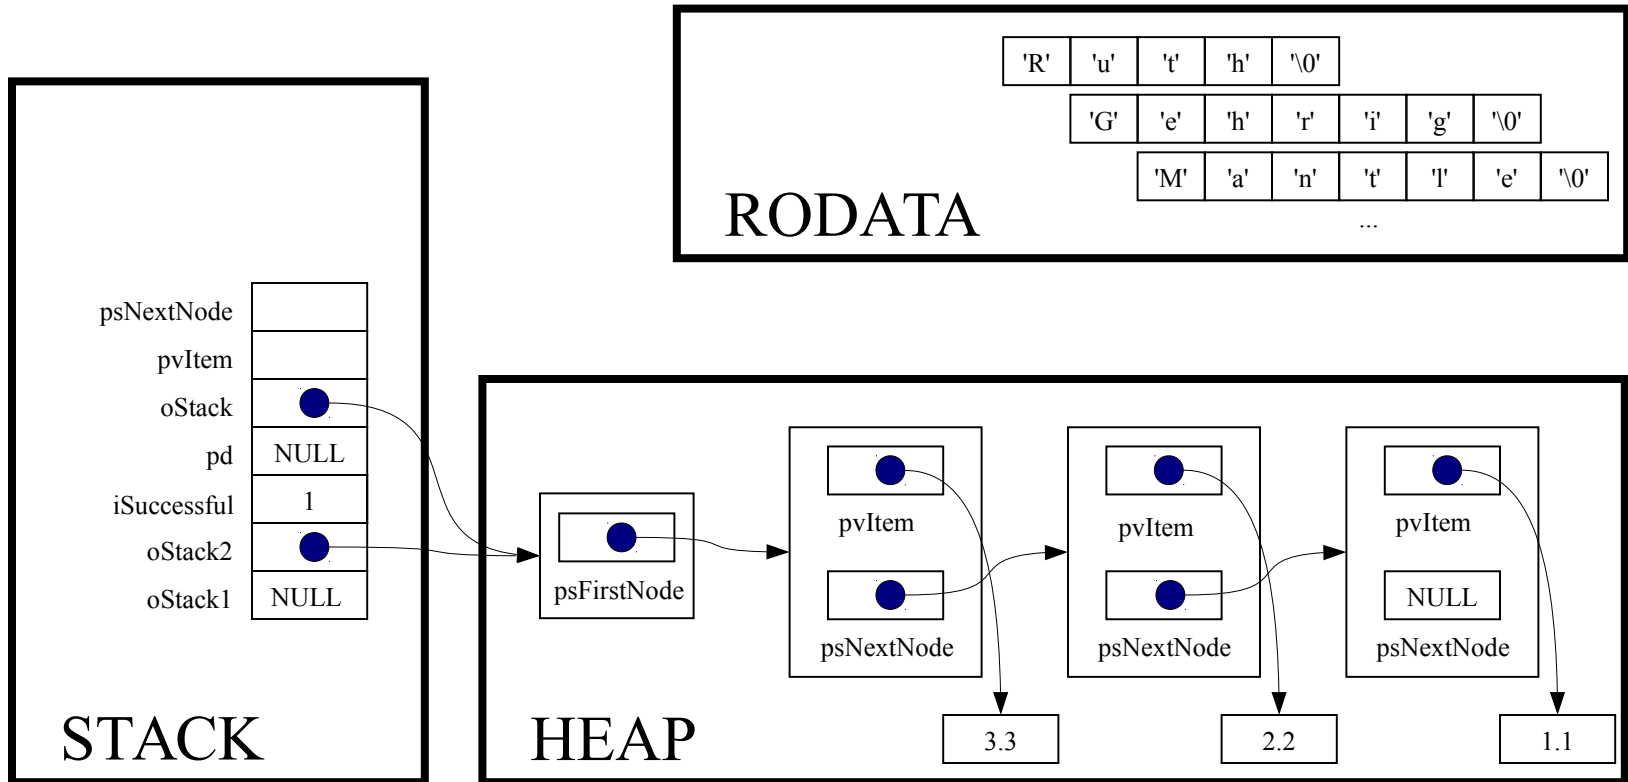 'R' 'u' 't' 'h' '\0'
'G' 'e' 'h' 'r' 'i' 'g' '\0'
'M' 'a' 'n' 't' 'l' 'e' '\0'
...
RODATA
psNextNode
pvItem
oStack
pd NULL
iSuccessful 1
oStack2
oStack1 NULL
STACK
psFirstNode
pvItem
psNextNode
pvItem
psNextNode
pvItem
NULL
psNextNode
3.3
2.2
1.1
HEAP